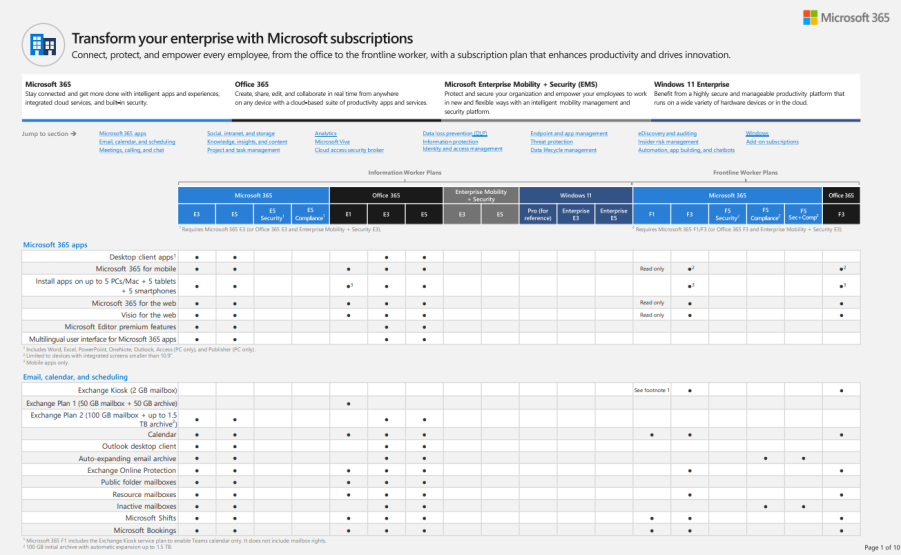 Microsoft 365
Transform your enterprise with Microsoft subscriptions
Connect, protect, and empower every employee, from the office to the frontline worker, with a subscription plan that enhances productivity and drives innovation.
Microsoft 365
Stay connected and get more done with intelligent apps and experiences,
integrated cloud services, and built-in security.
Office 365
Create, share, edit, and collaborate in real time from anywhere
on any device with a cloud-based suite of productivity apps and services.
Microsoft Enterprise Mobility + Security (EMS)
Protect and secure your organization and empower your employees to work
in new and flexible ways with an intelligent mobility management and
security platform.
Windows 11 Enterprise
Benefit from a highly secure and manageable productivity platform that
runs on a wide variety of hardware devices or in the cloud.
Jump to section →
Microsoft 365 apps
Email, calendar, and scheduling
Meetings, calling, and chat
Social, intranet, and storage
Knowledge, insights, and content
Project and task management
Analytics
Microsoft Viva
Cloud access security broker
Data loss prevention (DLP)
Information protection
Identity and access management
Endpoint and app management
Threat protection
Data lifecycle management
eDiscovery and auditing
Insider risk management
Automation, app building, and chatbots
Windows
Add-on subscriptions
Information Worker Plans
Frontline Worker Plans
Microsoft 365
Office 365
Enterprise Mobility
+ Security
Windows 11
Microsoft 365
Office 365
E3
E5
E5
Security¹
E5
Compliance¹
E1
E3
E5
E3
E5
Pro (for
reference)
Enterprise
E3
Enterprise
E5
F1
F3
F5
Security²
F5
Compliance²
F5
Sec+Comp²
F3
¹ Requires Microsoft 365 E3 (or Office 365 E3 and Enterprise Mobility + Security E3)
² Requires Microsoft 365 F1/F3 (or Office 365 F3 and Enterprise Mobility + Security E3)
Microsoft 365 apps
Desktop client apps¹ ● ● ● ●
Microsoft 365 for mobile ● ● ● ● ● Read only ●² ●²
Install apps on up to 5 PCs/Mac + 5 tablets
+ 5 smartphones ● ● ●³ ● ● ●³ ●³
Microsoft 365 for the web ● ● ● ● ● Read only ● ●
Visio for the web ● ● ● ● ● Read only ● ●
Microsoft Editor premium features ● ● ● ●
Multilingual user interface for Microsoft 365 apps ● ● ● ●
¹ Includes Word, Excel, PowerPoint, OneNote, Outlook, Access (PC only), and Publisher (PC only).
² Limited to devices with integrated screens smaller than 10.9".
³ Mobile apps only
Email, calendar, and scheduling
Exchange Kiosk (2 GB mailbox) See footnote 1 ● ●
Exchange Plan 1 (50 GB mailbox + 50 GB archive) ●
Exchange Plan 2 (100 GB mailbox + up to 1.5
TB archive²) ● ● ● ●
Calendar ● ● ● ● ● ● ● ●
Outlook desktop client ● ● ● ●
Auto-expanding email archive ● ● ● ● ● ●
Exchange Online Protection ● ● ● ● ● ● ●
Public folder mailboxes ● ● ● ● ●
Resource mailboxes ● ● ● ● ● ● ●
Inactive mailboxes ● ● ● ● ● ●
Microsoft Shifts ● ● ● ● ● ● ● ●
Microsoft Bookings ● ● ● ● ● ● ● ●
¹ Microsoft 365 F1 includes the Exchange Kiosk service plan to enable Teams calendar only. It does not include mailbox rights.
² 100 GB initial archive with automatic expansion up to 1.5 TB.
Page 1 of 10